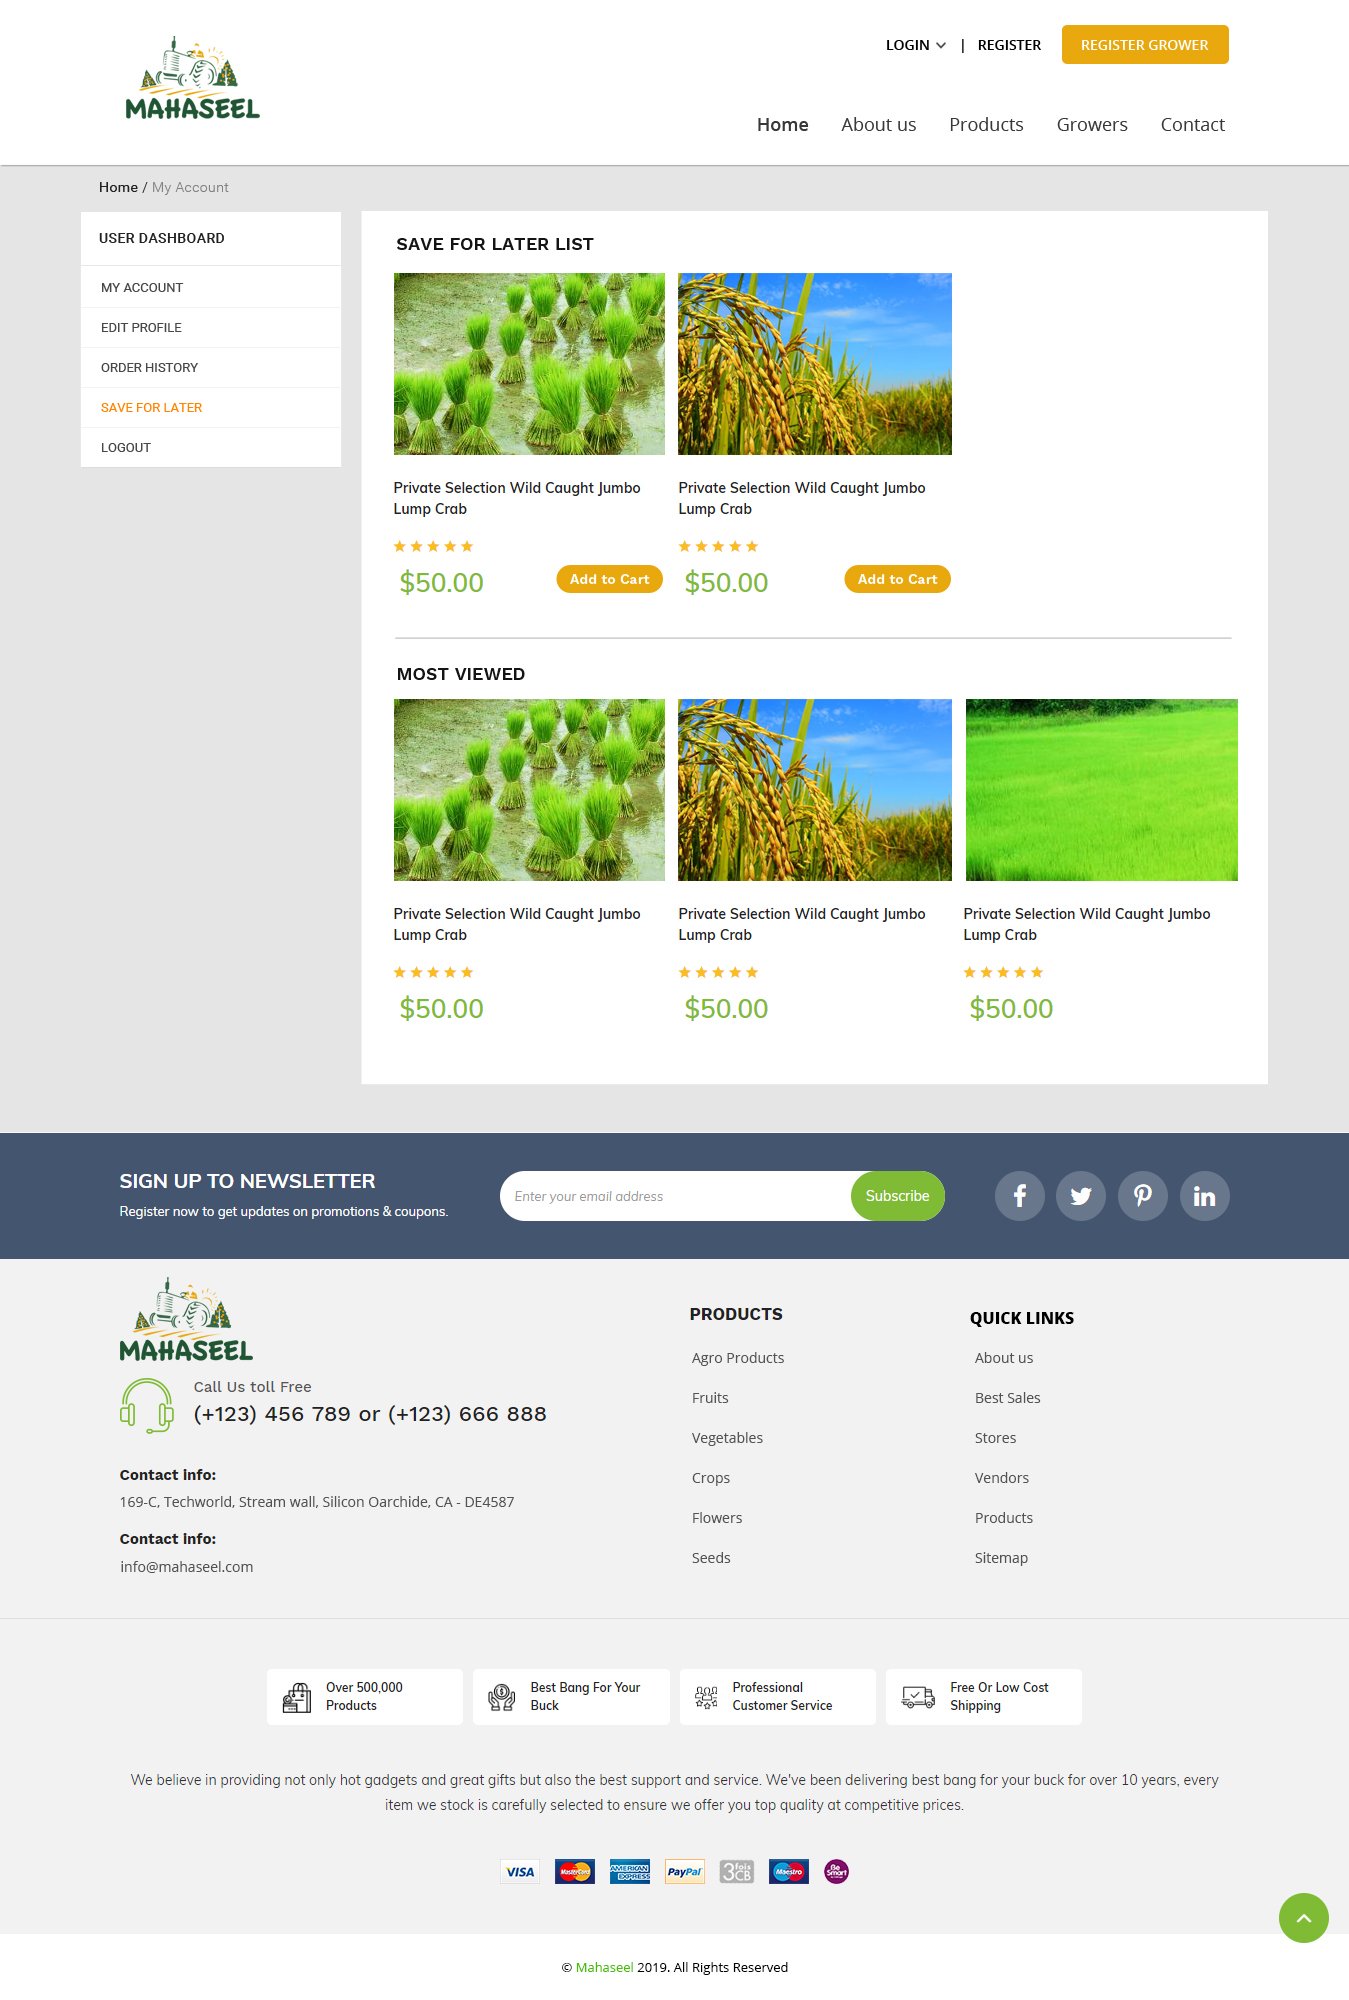 MAHASEEL
LOGIN | REGISTER REGISTER GROWER
Home About us Products Growers Contact
Home / My Account
USER DASHBOARD
MY ACCOUNT
EDIT PROFILE
ORDER HISTORY
SAVE FOR LATER
LOGOUT
SAVE FOR LATER LIST
Private Selection Wild Caught Jumbo
Lump Crab
$50.00 Add to Cart
Private Selection Wild Caught Jumbo
Lump Crab
$50.00 Add to Cart
MOST VIEWED
Private Selection Wild Caught Jumbo
Lump Crab
$50.00
Private Selection Wild Caught Jumbo
Lump Crab
$50.00
Private Selection Wild Caught Jumbo
Lump Crab
$50.00
SIGN UP TO NEWSLETTER
Register now to get updates on promotions & coupons.
Enter your email address Subscribe
MAHASEEL
Call Us toll Free
(+123) 456 789 or (+123) 666 888
Contact info:
169-C, Techworld, Stream wall, Silicon Oarchide, CA - DE4587
Contact info:
info@mahaseel.com
PRODUCTS
Agro Products
Fruits
Vegetables
Crops
Flowers
Seeds
QUICK LINKS
About us
Best Sales
Stores
Vendors
Products
Sitemap
Over 500,000
Products
Best Bang For Your
Buck
Professional
Customer Service
Free Or Low Cost
Shipping
We believe in providing not only hot gadgets and great gifts but also the best support and service. We've been delivering best bang for your buck for over 10 years, every
item we stock is carefully selected to ensure we offer you top quality at competitive prices.
VISA
MasterCard
AMERICAN EXPRESS
PayPal
3 fois CB
Maestro
Be Smart
© Mahaseel 2019. All Rights Reserved